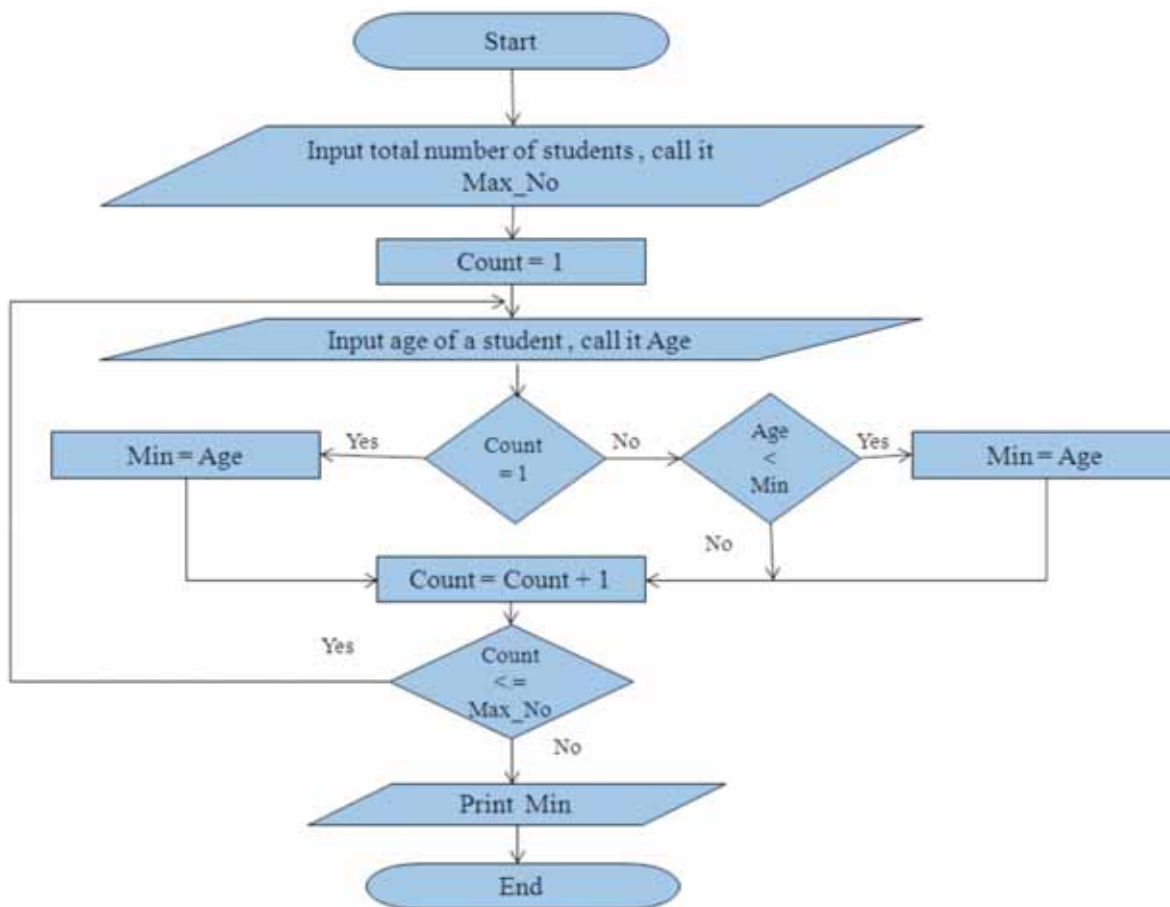 Start
Input total number of students , call it
Max_No
Count = 1
Input age of a student , call it Age
Yes
No
Yes
Min = Age
Count
= 1
Age
<
Min
Min = Age
No
Count = Count + 1
Yes
Count
< =
Max_No
No
Print Min
End